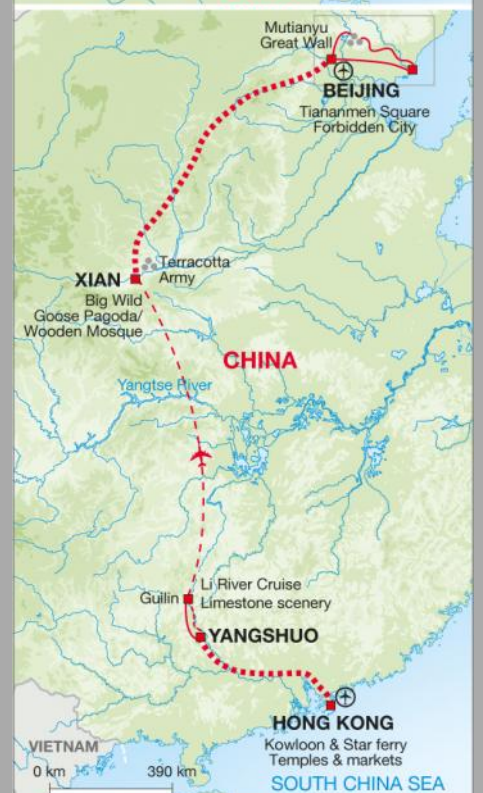 Mutianyu
Great Wall
BEIJING
Tiananmen Square
Forbidden City
Terracotta
Army
XIAN
Big Wild
Goose Pagoda/
Wooden Mosque
CHINA
Yangtse River
Li River Cruise
Guilin
Limestone scenery
YANGSHUO
HONG KONG
Kowloon & Star ferry
Temples & markets
VIETNAM
0 km 390 km
SOUTH CHINA SEA